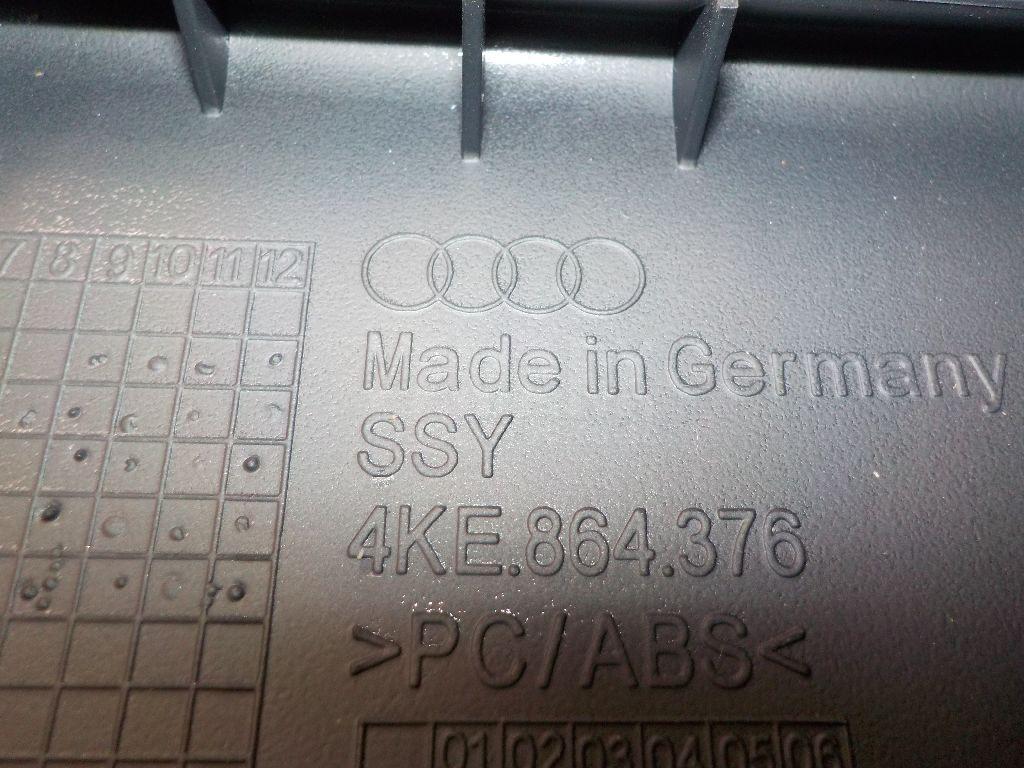 7 8 9 10 11 12
Made in Germany
SSY
4KE.864.376
>PC/ABS<
01 02 03 04 05 06